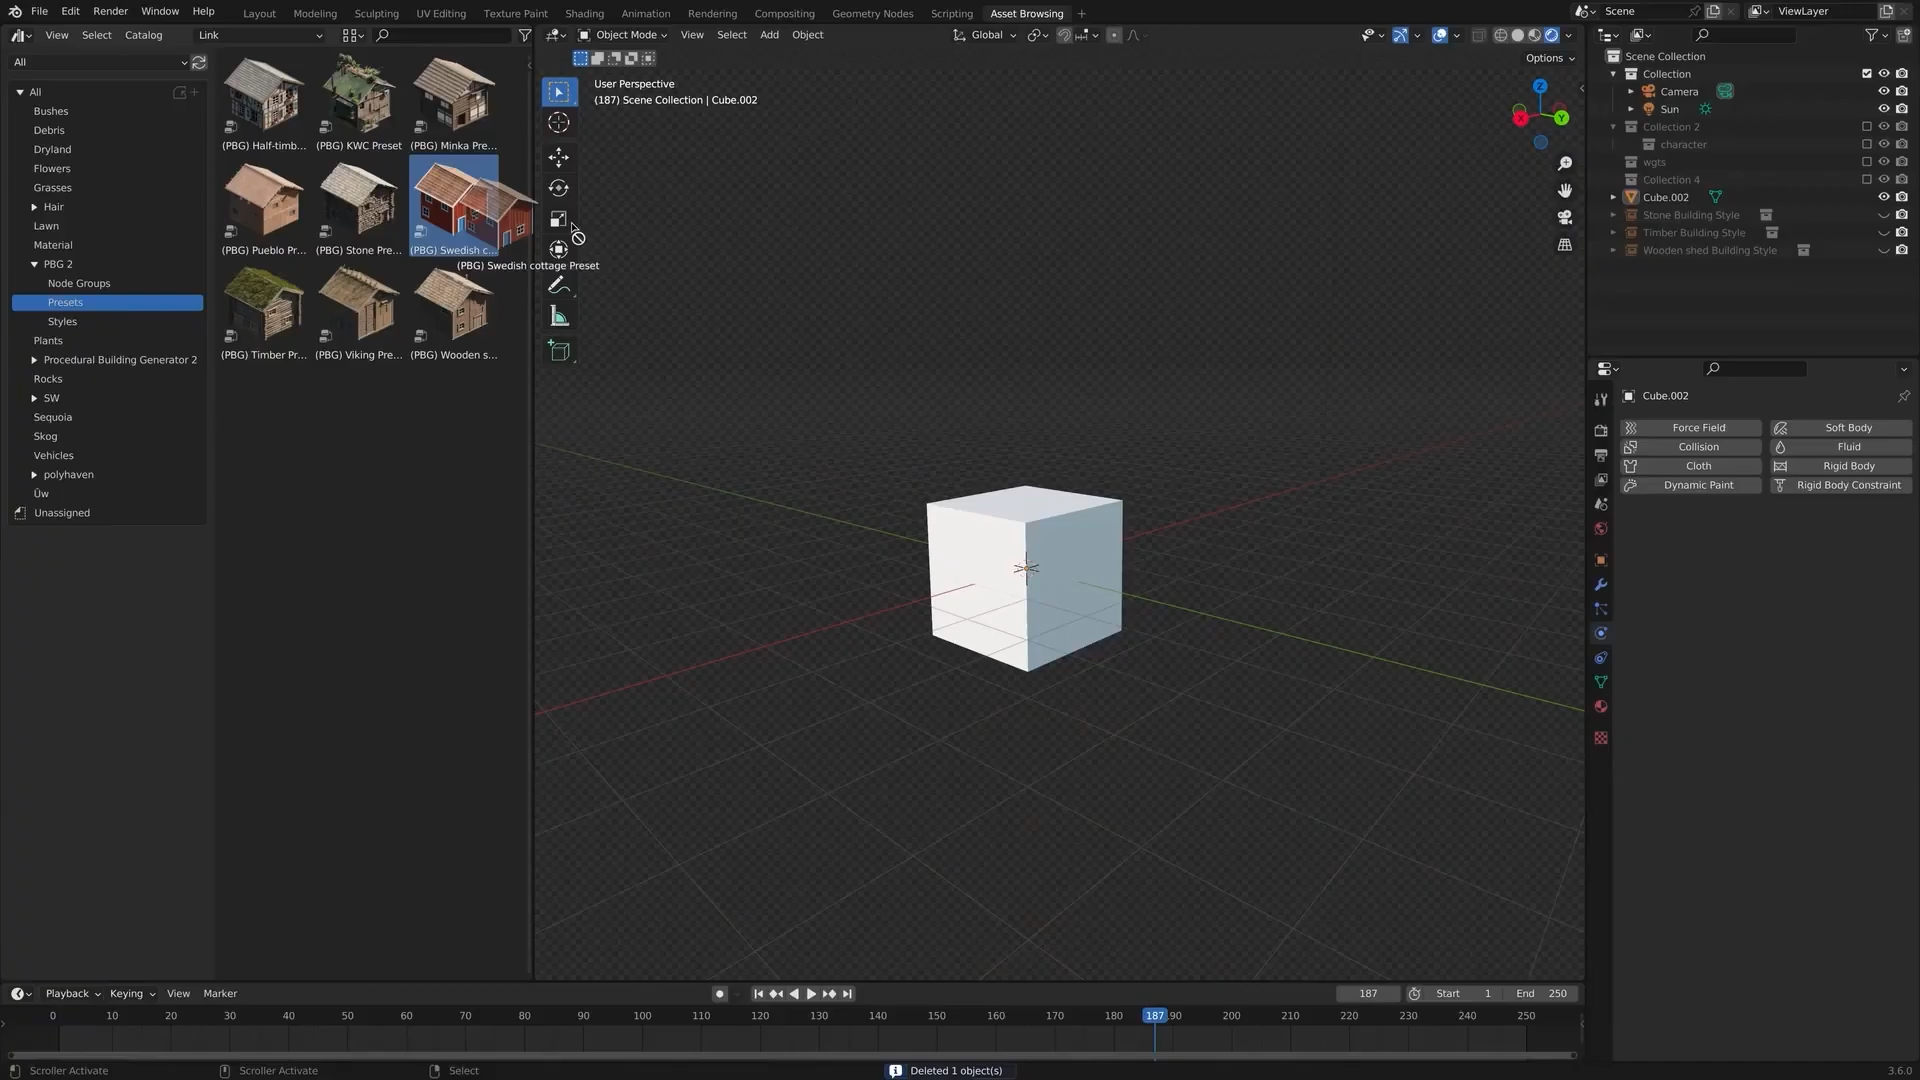 File Edit Render Window Help Layout Modeling Sculpting UV Editing Texture Paint Shading Animation Rendering Compositing Geometry Nodes Scripting Asset Browsing Scene ViewLayer
View Select Catalog Link Object Mode View Select Add Object Global
Options
All
User Perspective
(187) Scene Collection | Cube.002
All
Bushes
Debris
Dryland
Flowers
Grasses
Hair
Lawn
Material
PBG 2
Node Groups
Presets
Styles
Plants
Procedural Building Generator 2
Rocks
SW
Sequoia
Skog
Vehicles
polyhaven
Ûw
Unassigned
(PBG) Half-timb... (PBG) KWC Preset (PBG) Minka Pre...
(PBG) Pueblo Pr... (PBG) Stone Pre... (PBG) Swedish c...
(PBG) Swedish cottage Preset
(PBG) Timber Pr... (PBG) Viking Pre... (PBG) Wooden s...
Z
X
Y
Scene Collection
Collection
Camera
Sun
Collection 2
character
wgts
Collection 4
Cube.002
Stone Building Style
Timber Building Style
Wooden shed Building Style
Cube.002
Force Field Soft Body
Collision Fluid
Cloth Rigid Body
Dynamic Paint Rigid Body Constraint
Playback Keying View Marker 187 Start 1 End 250
0 10 20 30 40 50 60 70 80 90 100 110 120 130 140 150 160 170 180 187 90 200 210 220 230 240 250
Scroller Activate Scroller Activate Select Deleted 1 object(s) 3.6.0